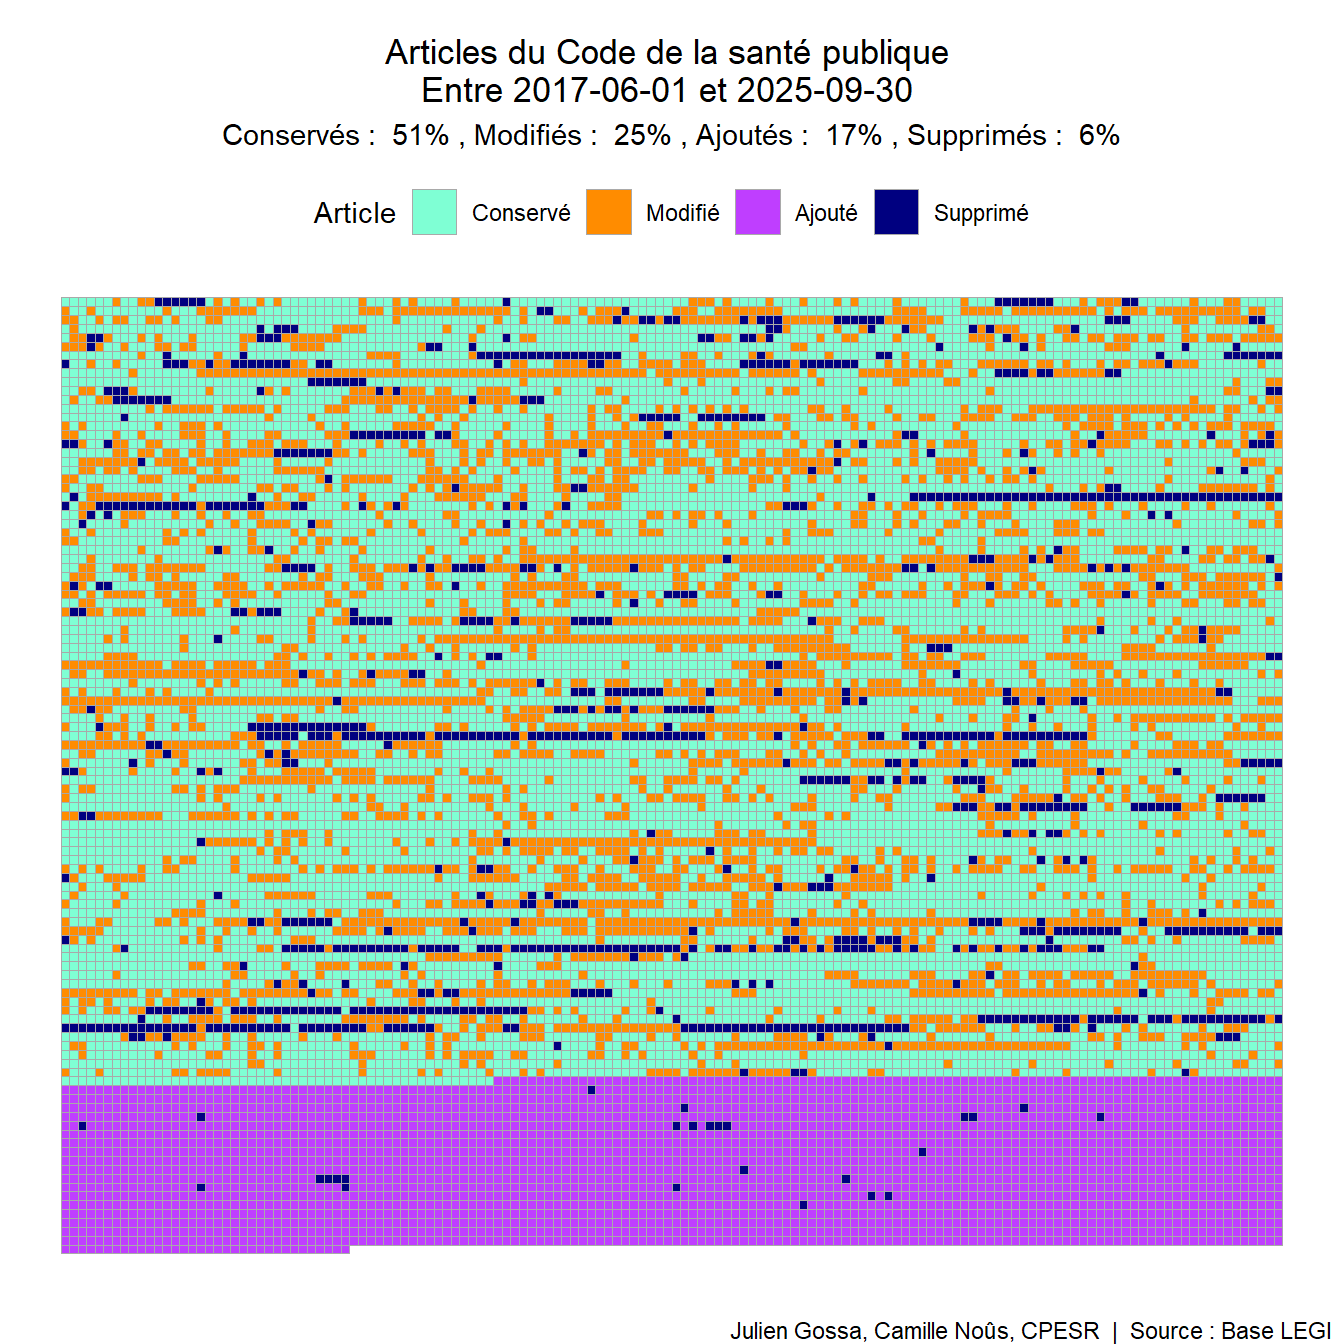 Articles du Code de la santé publique
Entre 2017-06-01 et 2025-09-30
Conservés :  51% , Modifiés :  25% , Ajoutés :  17% , Supprimés :  6%
Article Conservé Modifié Ajouté Supprimé
Julien Gossa, Camille Noûs, CPESR | Source : Base LEGI